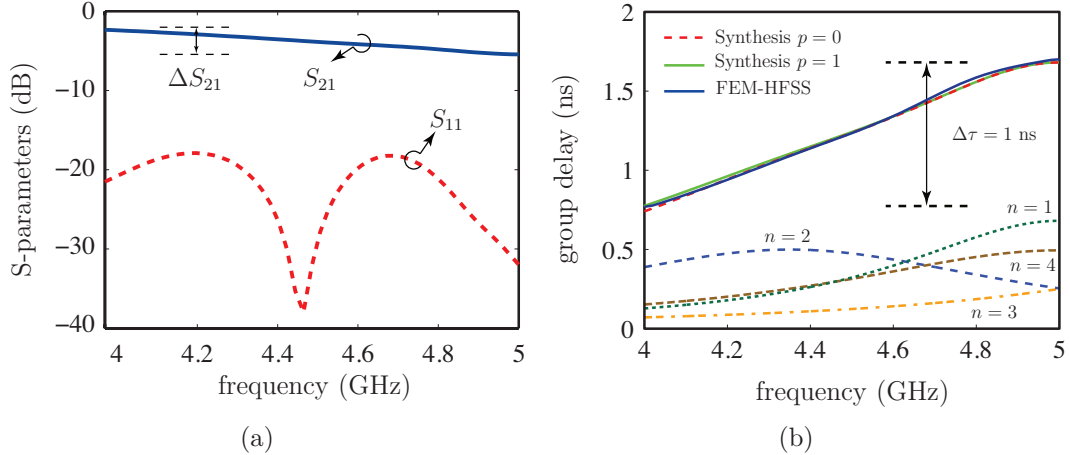 0
−10
−20
−30
−40
4
4.2
4.4
4.6
4.8
5
S-parameters (dB)
frequency (GHz)
ΔS21
S21
S11
(a)
2
1.5
1
0.5
0
4
4.2
4.4
4.6
4.8
5
group delay (ns)
frequency (GHz)
Synthesis p = 0
Synthesis p = 1
FEM-HFSS
Δτ = 1 ns
n = 1
n = 2
n = 4
n = 3
(b)